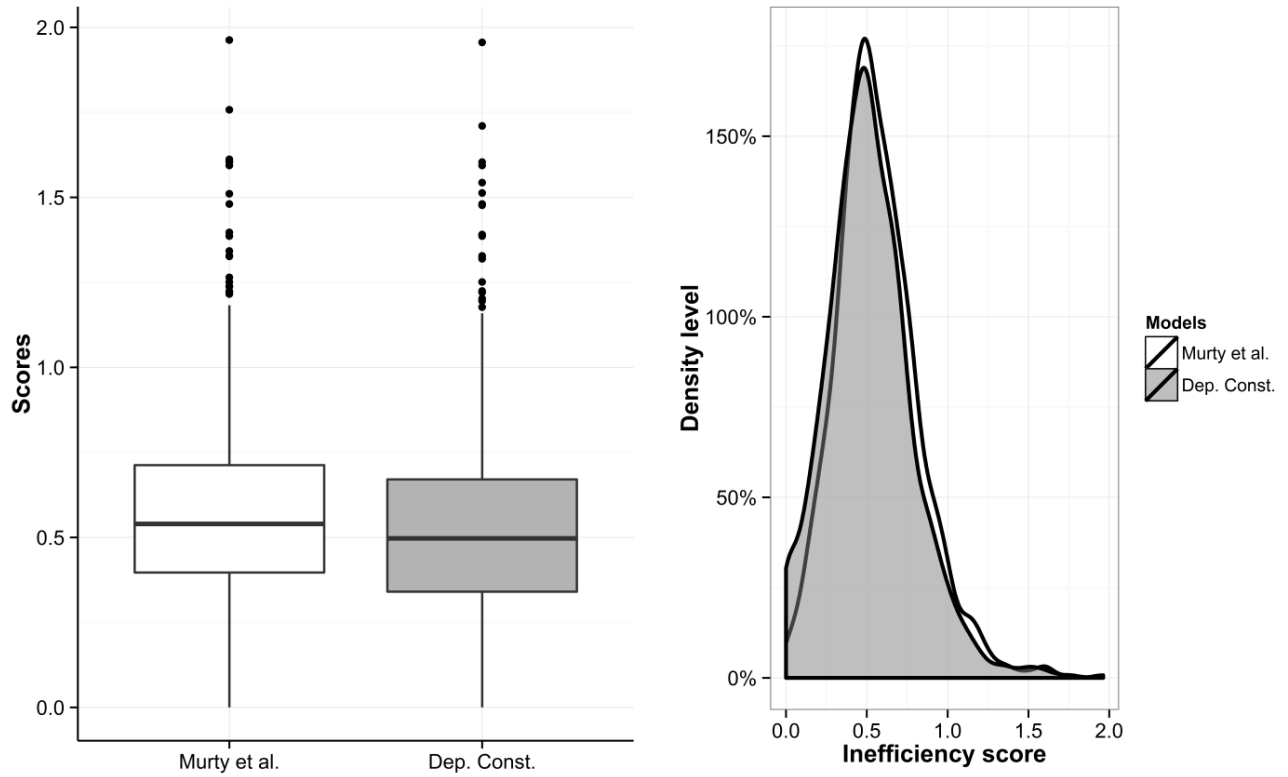 Scores
2.0
1.5
1.0
0.5
0.0
Murty et al.
Dep. Const.
Density level
150%
100%
50%
0%
0.0
0.5
1.0
1.5
2.0
Inefficiency score
Models
Murty et al.
Dep. Const.